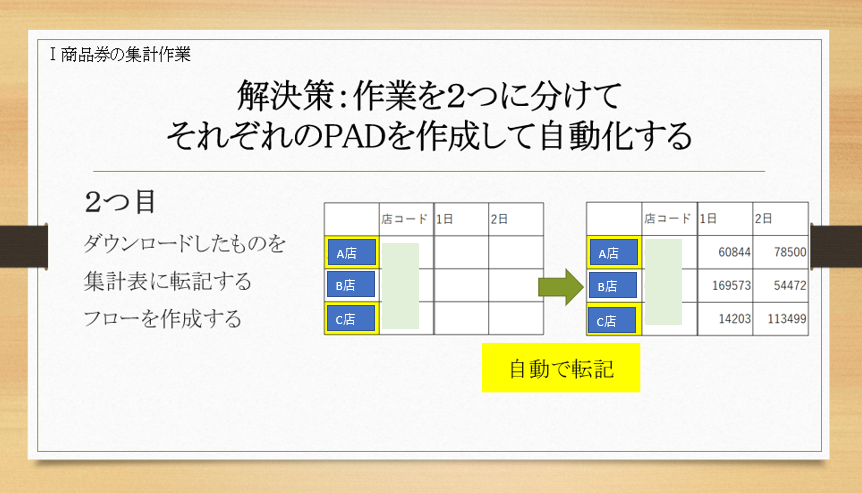 Ⅰ 商品券の集計作業
解決策：作業を２つに分けて
それぞれのPADを作成して自動化する
２つ目
ダウンロードしたものを
集計表に転記する
フローを作成する
店コード 1日 2日
A店
B店
C店
店コード 1日 2日
A店 60844 78500
B店 169573 54472
C店 14203 113499
自動で転記